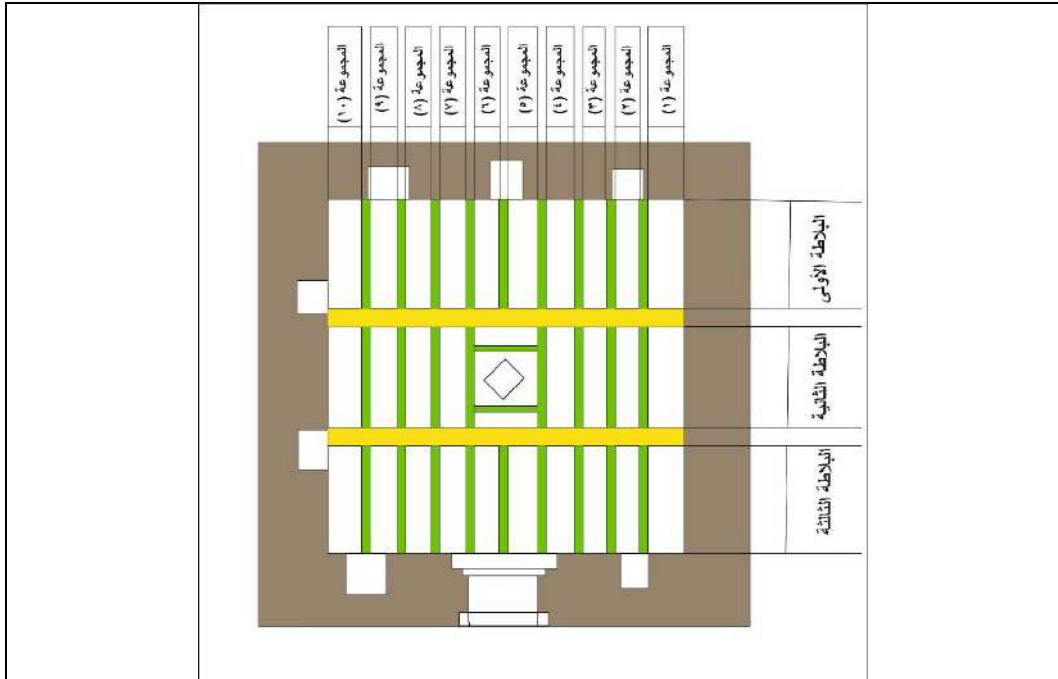 المجموعة (١)
المجموعة (٢)
المجموعة (٣)
المجموعة (٤)
المجموعة (٥)
المجموعة (٦)
المجموعة (٧)
المجموعة (٨)
المجموعة (٩)
المجموعة (١٠)
البلاطة الأولى
البلاطة الثانية
البلاطة الثالثة